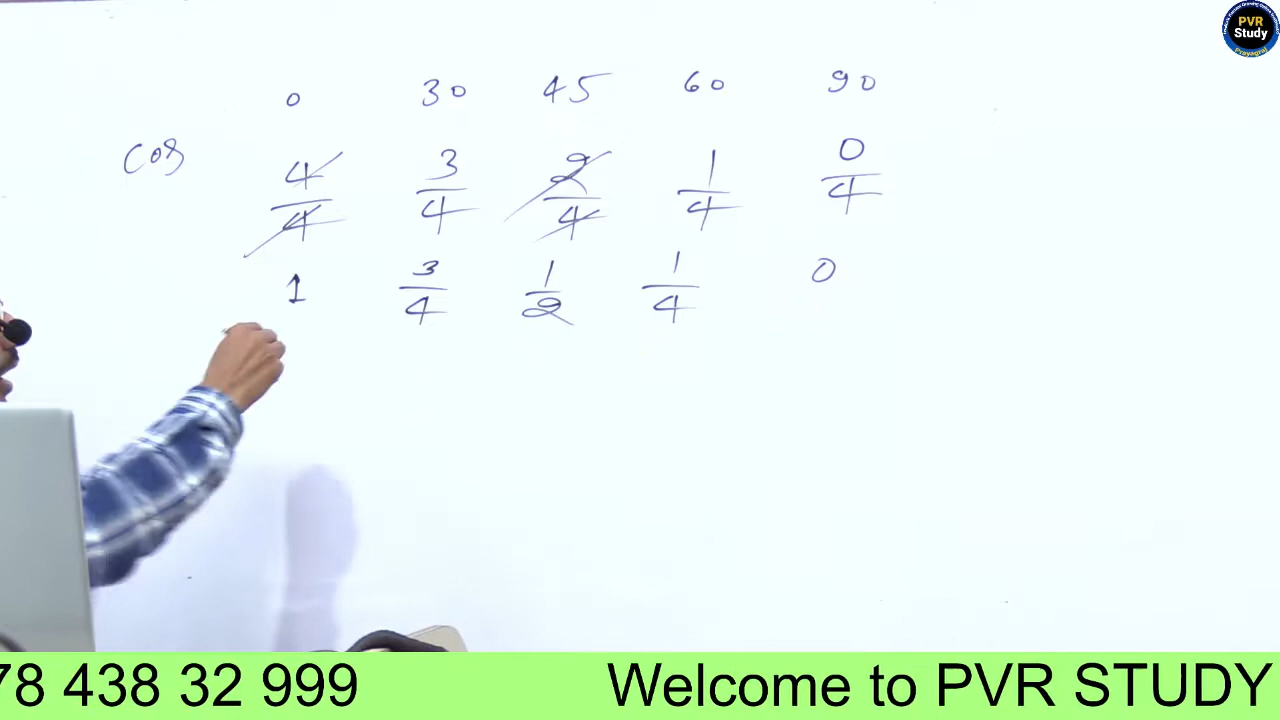 PVR
Study
Prayagraj
0 30 45 60 90
cos 4/4 3/4 2/4 1/4 0/4
1 3/4 1/2 1/4 0
78 438 32 999 Welcome to PVR STUDY